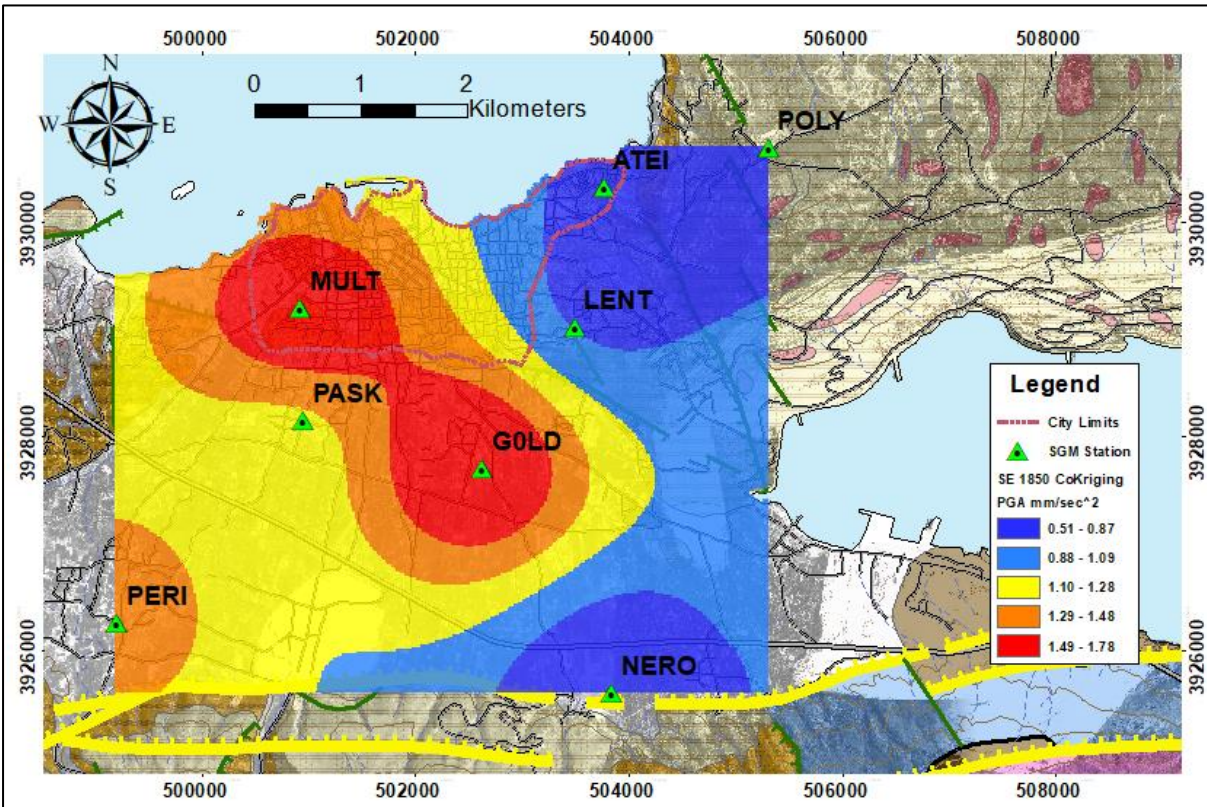 500000 502000 504000 506000 508000
N
W E
S
0 1 2
Kilometers
POLY
ATEI
3930000 3930000
MULT
LENT
Legend
City Limits
SGM Station
SE 1850 CoKriging
PGA mm/sec^2
0.51 - 0.87
0.88 - 1.09
1.10 - 1.28
1.29 - 1.48
1.49 - 1.78
PASK
3928000 3928000
G0LD
PERI
3926000 3926000
NERO
500000 502000 504000 506000 508000